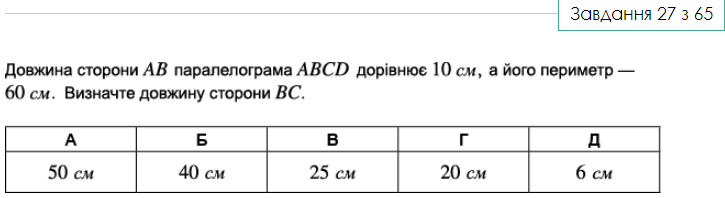 Завдання 27 з 65
Довжина сторони AB паралелограма ABCD дорівнює 10 см, а його периметр —
60 см. Визначте довжину сторони BC.
А Б В Г Д
50 см 40 см 25 см 20 см 6 см